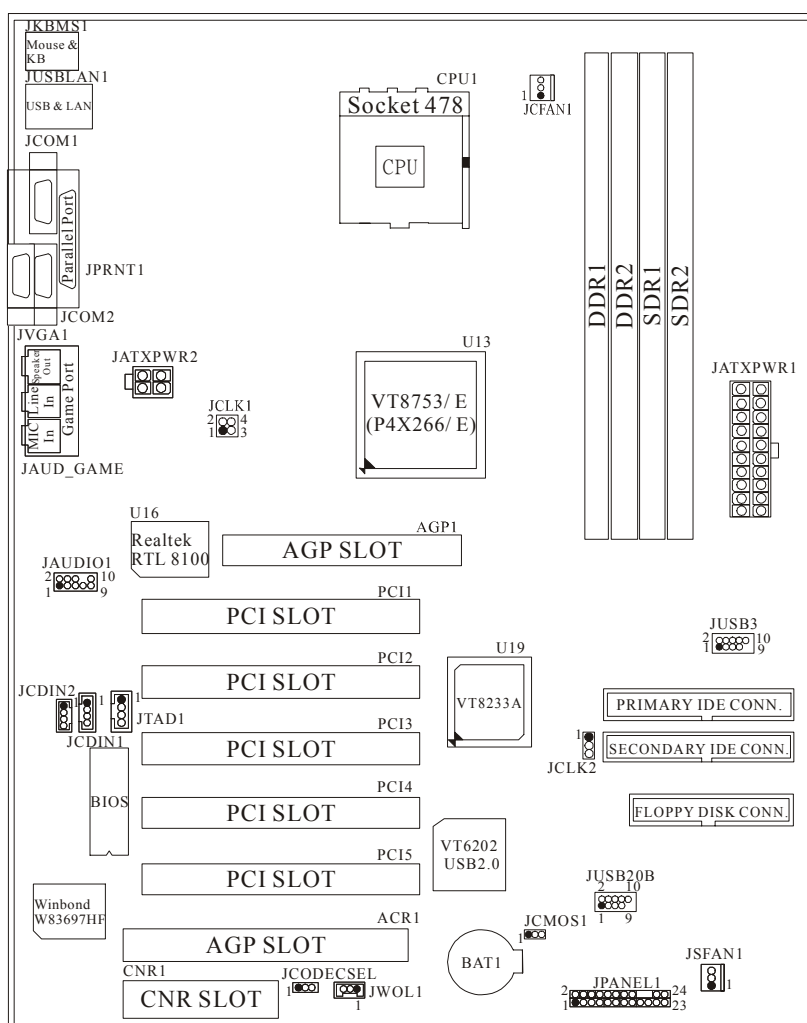 JKBMS1
Mouse &
KB
JUSBLAN1
USB & LAN
JCOM1
Parallel Port
JPRNT1
JCOM2
JVGA1
Speaker
Out
Line
In
MIC
In
Game Port
JAUD_GAME
CPU1
Socket 478
CPU
1
JCFAN1
DDR1
DDR2
SDR1
SDR2
JATXPWR2
JCLK1
2 4
1 3
U13
VT8753/ E
(P4X266/ E)
JATXPWR1
U16
Realtek
RTL 8100
AGP1
AGP SLOT
JAUDIO1
2 10
1 9
PCI1
PCI SLOT
PCI2
PCI SLOT
PCI3
PCI SLOT
PCI4
PCI SLOT
PCI5
PCI SLOT
U19
VT8233A
JUSB3
2 10
1 9
JCDIN2
1
1
1
JTAD1
JCDIN1
BIOS
PRIMARY IDE CONN.
1
SECONDARY IDE CONN.
JCLK2
FLOPPY DISK CONN.
VT6202
USB2.0
JUSB20B
2 10
1 9
Winbond
W83697HF
ACR1
AGP SLOT
CNR1
CNR SLOT
JCODECSEL
1
JWOL1
1
BAT1
JCMOS1
1
JSFAN1
1
JPANEL1
2 24
1 23